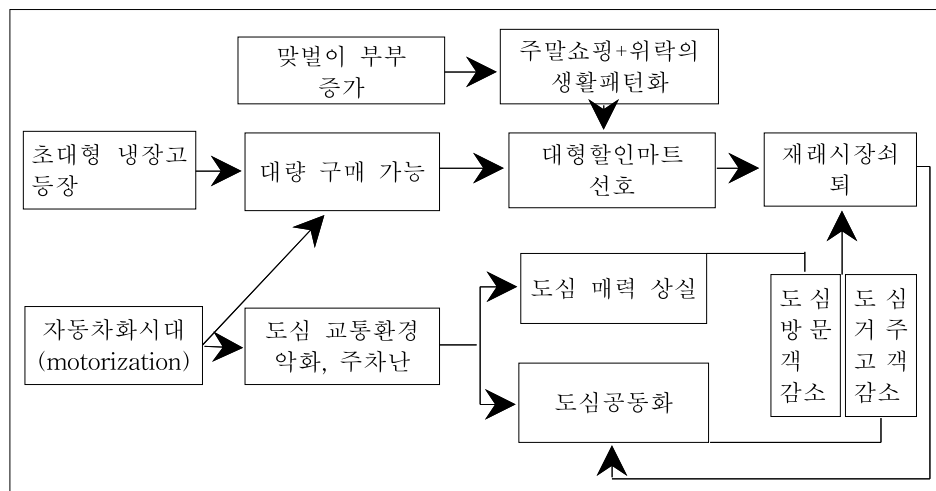 맞벌이 부부
증가
주말쇼핑+위락의
생활패턴화
초대형 냉장고
등장
대량 구매 가능
대형할인마트
선호
재래시장쇠
퇴
도심 매력 상실
도 심
방 문
객
감소
도 심
거 주
고 객
감소
자동차화시대
(motorization)
도심 교통환경
악화, 주차난
도심공동화